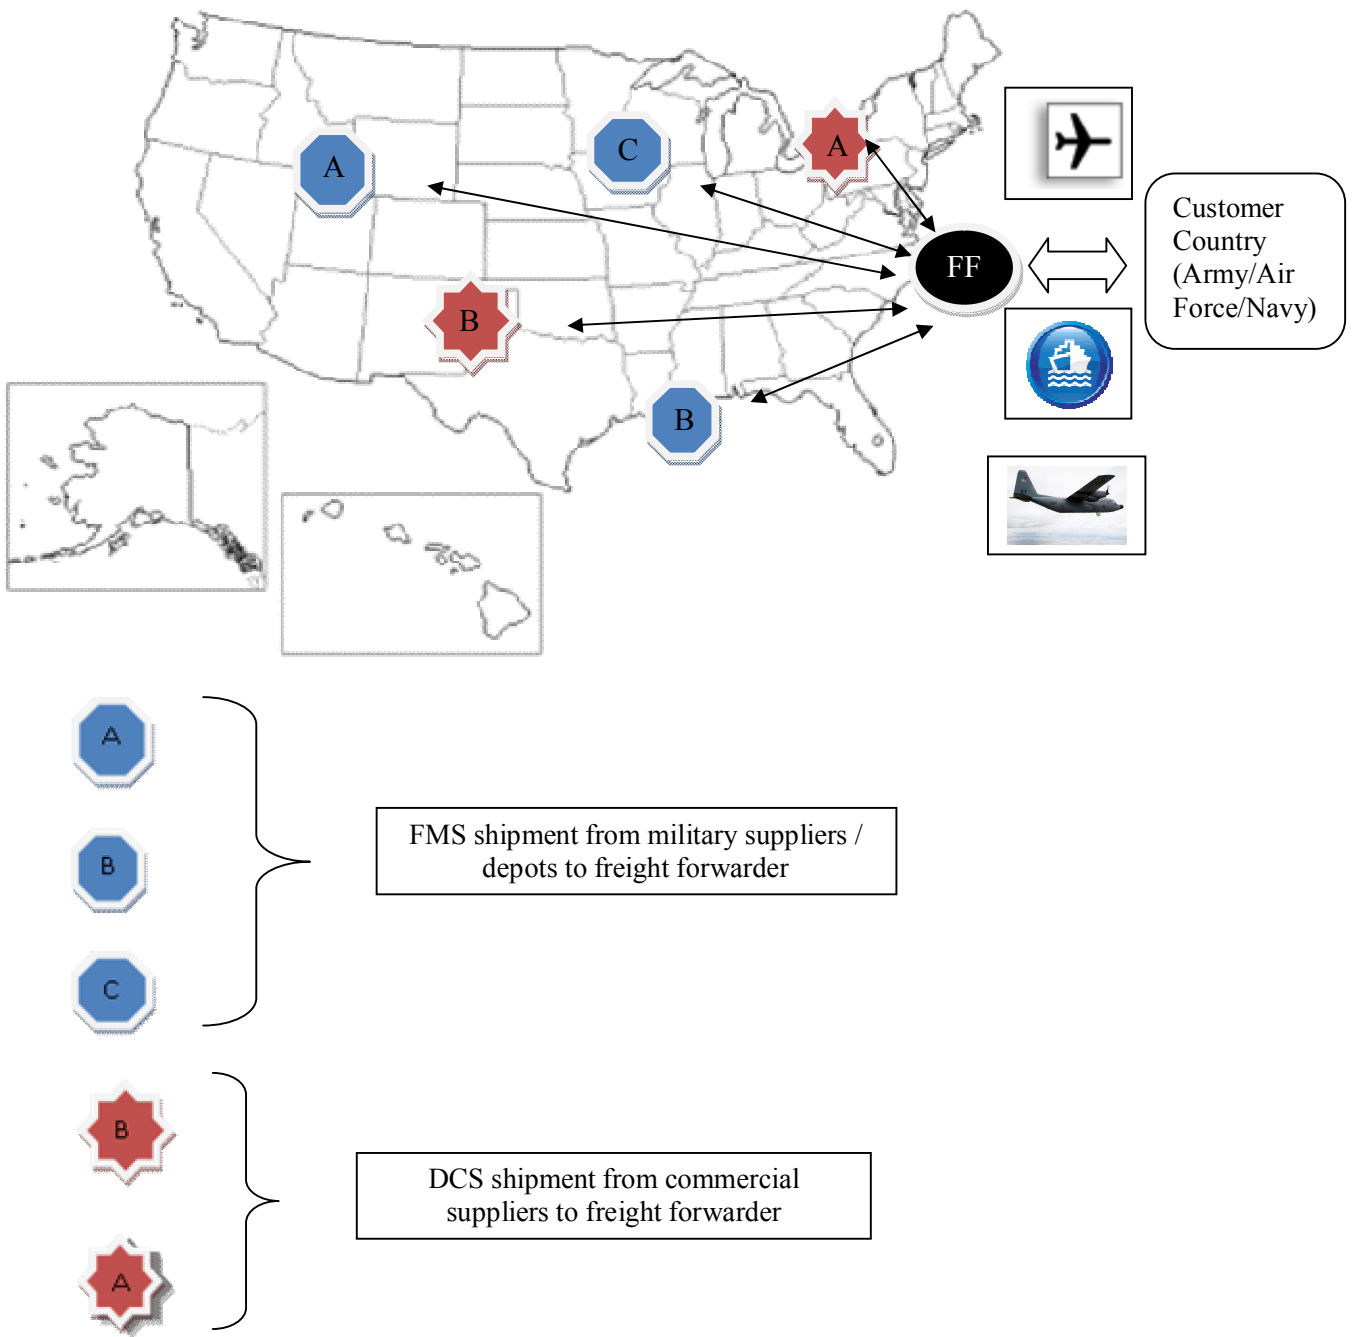 A
C
A
Customer
Country
(Army/Air
Force/Navy)
FF
B
B
A
B
C
FMS shipment from military suppliers /
depots to freight forwarder
B
A
DCS shipment from commercial
suppliers to freight forwarder